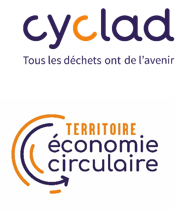 cyclad
Tous les déchets ont de l'avenir
TERRITOIRE
économie
circulaire